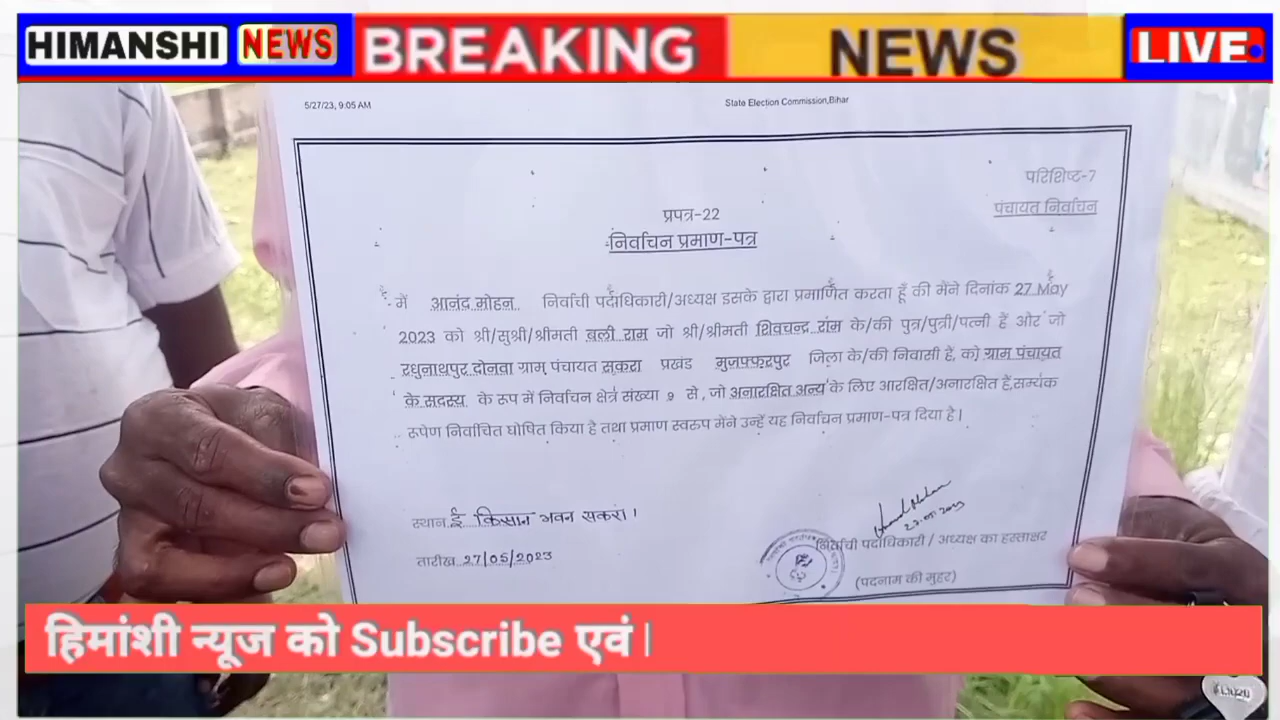 HIMANSHI NEWS BREAKING NEWS LIVE
5/27/23, 9:05 AM State Election Commission,Bihar
परिशिष्ट-7
पंचायत निर्वाचन
प्रपत्र-22
निर्वाचन प्रमाण-पत्र
में आनंद मोहन निर्वाची पदाधिकारी/अध्यक्ष इसके द्वारा प्रमाणित करता हूँ की मैंने दिनांक 27 May
2023 को श्री/सुश्री/श्रीमती बली राम जो श्री/श्रीमती शिवचन्द्र राम के/की पुत्र/पुत्री/पत्नी हैं और जो
रघुनाथपुर दोनवा ग्राम पंचायत सकरा प्रखंड मुजफ्फरपुर जिला के/की निवासी हैं, को ग्राम पंचायत
के सदस्य के रूप में निर्वाचन क्षेत्र संख्या 9 से, जो अनारक्षित अन्य के लिए आरक्षित/अनारक्षित हैं,सम्यक
रूपेण निर्वाचित घोषित किया है तथा प्रमाण स्वरुप मेंने उन्हें यह निर्वाचन प्रमाण-पत्र दिया है।
स्थान ई किसान भवन सकरा।
तारीख 27/05/2023
निर्वाची पदाधिकारी / अध्यक्ष का हस्ताक्षर
(पदनाम की मुहर)
हिमांशी न्यूज को Subscribe एवं